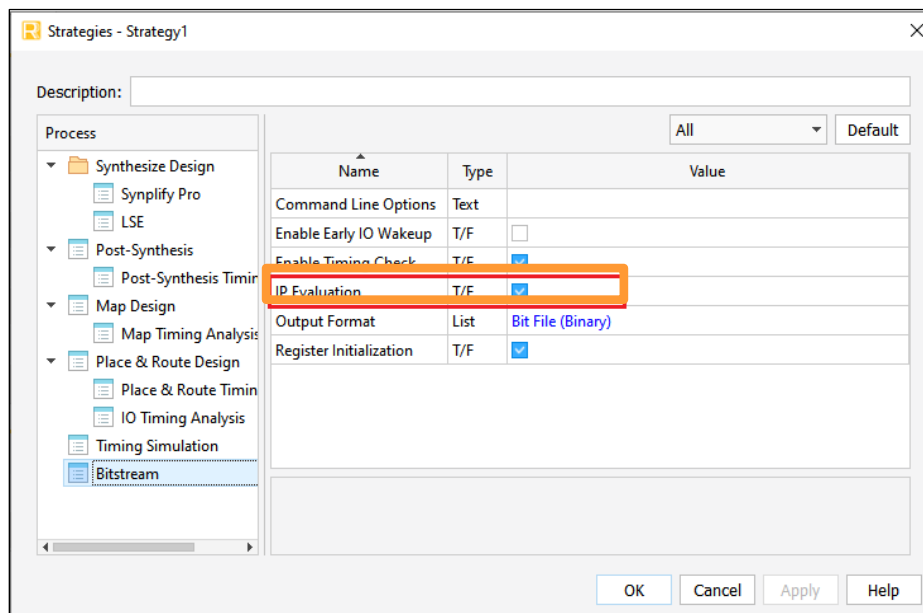 Strategies - Strategy1
Description:
Process
All
Default
Synthesize Design
Synplify Pro
LSE
Post-Synthesis
Post-Synthesis Timir
Map Design
Map Timing Analysis
Place & Route Design
Place & Route Timin
IO Timing Analysis
Timing Simulation
Bitstream
Name Type Value
Command Line Options Text
Enable Early IO Wakeup T/F
Enable Timing Check T/F
IP Evaluation T/F
Output Format List Bit File (Binary)
Register Initialization T/F
OK Cancel Apply Help